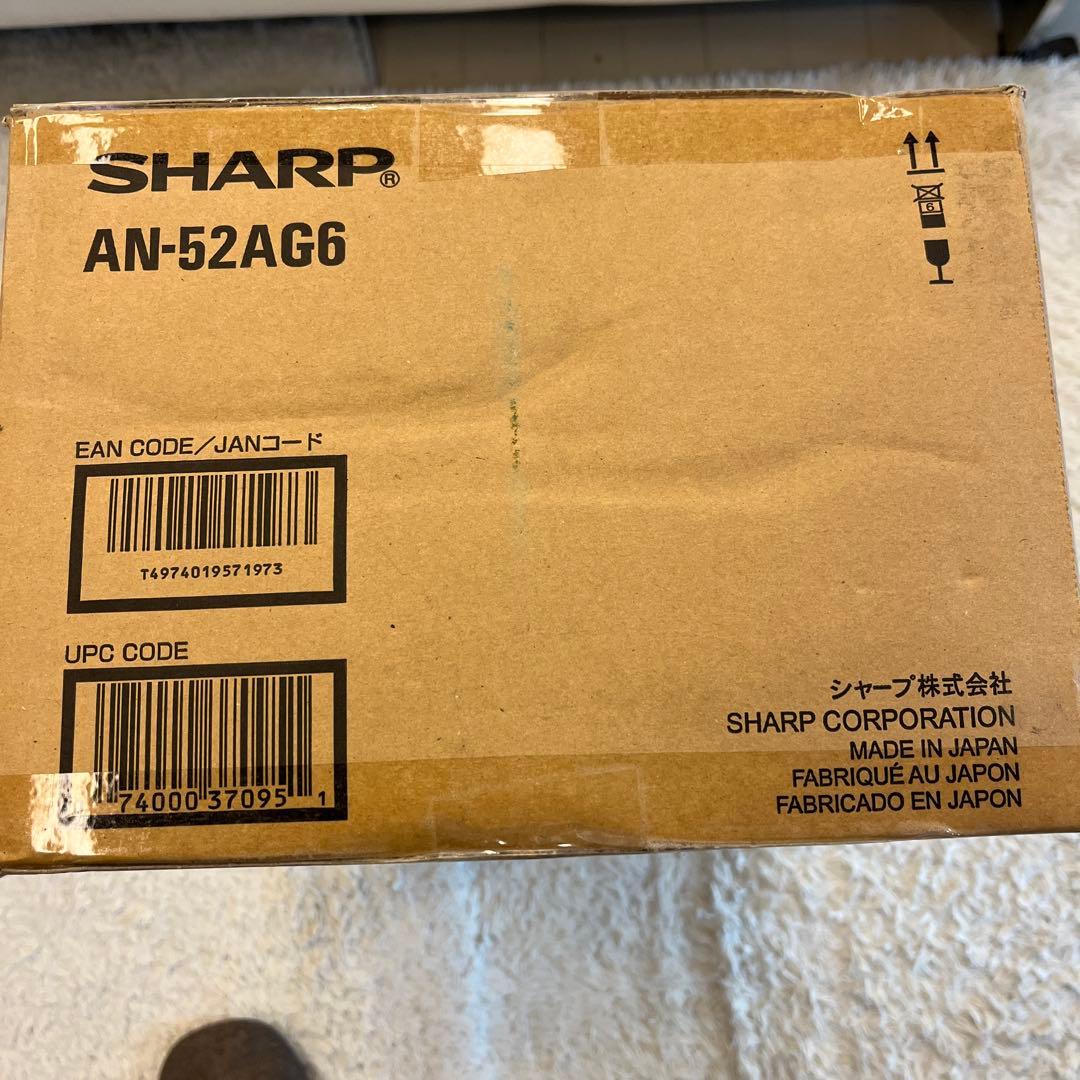 SHARP®
AN-52AG6
6
EAN CODE/JANコード
T4974019571973
UPC CODE
74000 37095 1
シャープ株式会社
SHARP CORPORATION
MADE IN JAPAN
FABRIQUÉ AU JAPON
FABRICADO EN JAPON